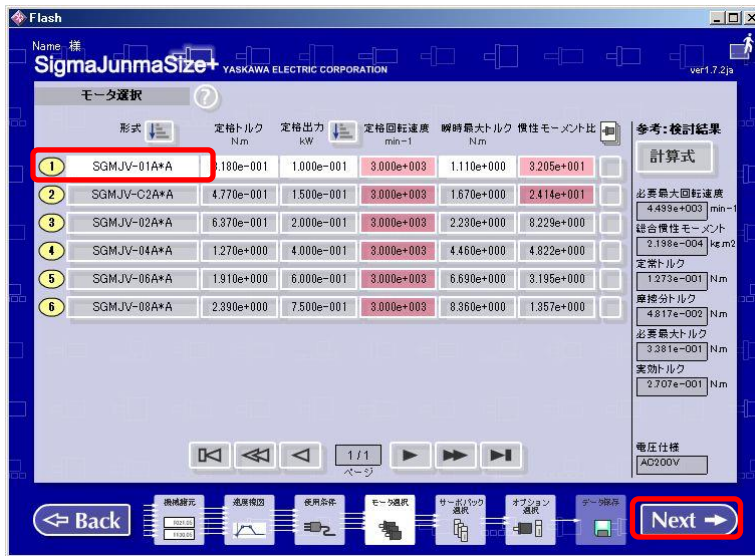 Flash
Name 様
SigmaJunmaSize+ YASKAWA ELECTRIC CORPORATION
ver1.7.2ja
モータ選択 ?
形式 定格トルク 定格出力 定格回転速度 瞬時最大トルク 慣性モーメント比
N.m kW min-1 N.m
1 SGMJV-01A*A .180e-001 1.000e-001 3.000e+003 1.110e+000 3.205e+001
2 SGMJV-C2A*A 4.770e-001 1.500e-001 3.000e+003 1.670e+000 2.414e+001
3 SGMJV-02A*A 6.370e-001 2.000e-001 3.000e+003 2.230e+000 8.229e+000
4 SGMJV-04A*A 1.270e+000 4.000e-001 3.000e+003 4.460e+000 4.822e+000
5 SGMJV-06A*A 1.910e+000 6.000e-001 3.000e+003 6.690e+000 3.195e+000
6 SGMJV-08A*A 2.390e+000 7.500e-001 3.000e+003 8.360e+000 1.357e+000
参考:検討結果
計算式
必要最大回転速度
4.499e+003 min-1
総合慣性モーメント
2.198e-004 kg.m2
定常トルク
1.273e-001 N.m
摩擦分トルク
4.817e-002 N.m
必要最大トルク
3.381e-001 N.m
実効トルク
2.707e-001 N.m
電圧仕様
AC200V
1/1
ページ
Back
機械諸元
速度線図
使用条件
モータ選択
サーボパック
選択
オプション
選択
データ保存
Next